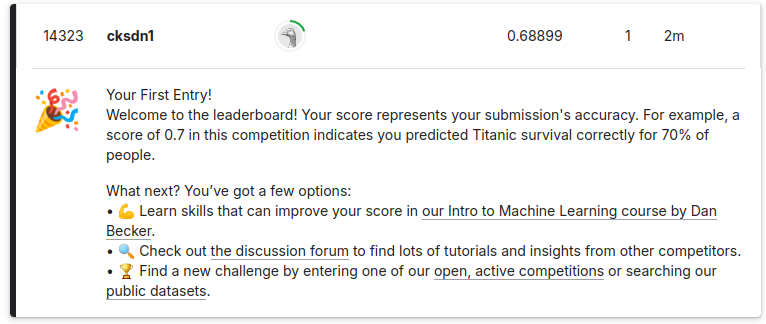 14323 cksdn1 0.68899 1 2m
Your First Entry!
Welcome to the leaderboard! Your score represents your submission's accuracy. For example, a
score of 0.7 in this competition indicates you predicted Titanic survival correctly for 70% of
people.
What next? You’ve got a few options:
• 💪 Learn skills that can improve your score in our Intro to Machine Learning course by Dan
Becker.
• 🔍 Check out the discussion forum to find lots of tutorials and insights from other competitors.
• 🏆 Find a new challenge by entering one of our open, active competitions or searching our
public datasets.